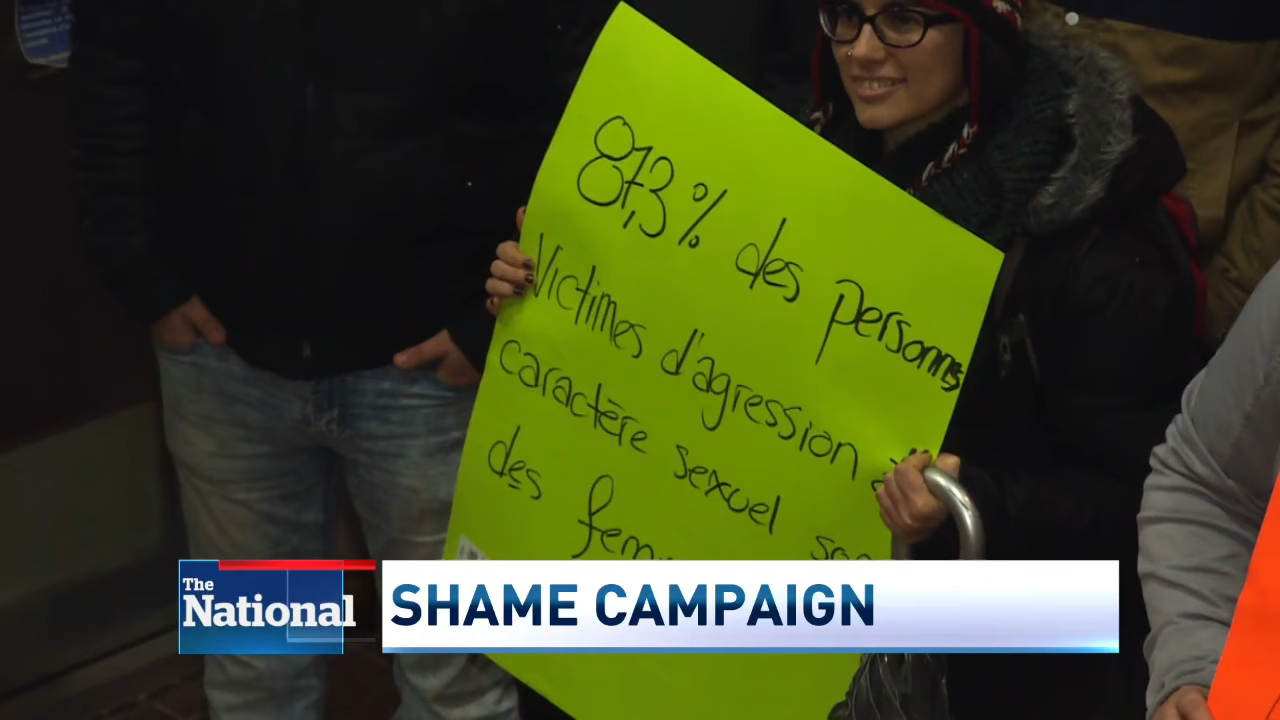 87,3% des personnes
Victimes d'agression à
caractère sexuel
des
The
National
SHAME CAMPAIGN